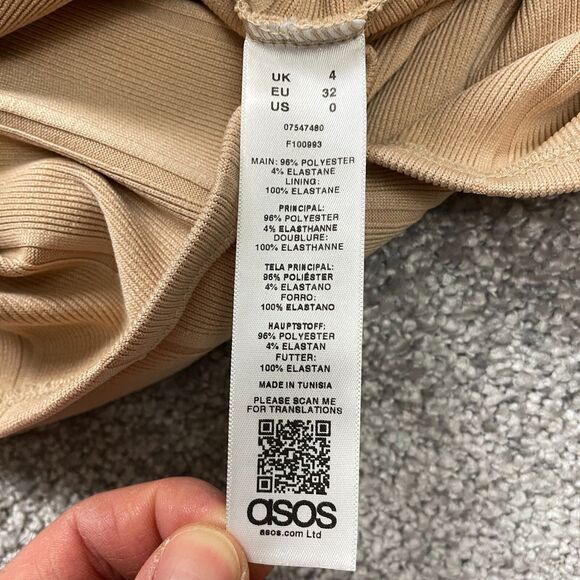 UK 4
EU 32
US 0
07547480
F100993
MAIN: 96% POLYESTER
4% ELASTANE
LINING:
100% ELASTANE
PRINCIPAL:
96% POLYESTER
4% ELASTHANNE
DOUBLURE:
100% ELASTHANNE
TELA PRINCIPAL:
96% POLIÉSTER
4% ELASTANO
FORRO:
100% ELASTANO
HAUPTSTOFF:
96% POLYESTER
4% ELASTAN
FUTTER:
100% ELASTAN
MADE IN TUNISIA
PLEASE SCAN ME
FOR TRANSLATIONS
asos
asos.com Ltd